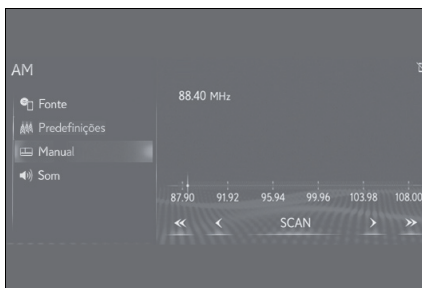 AM
Fonte
Predefinições
Manual
Som
88.40 MHz
87.90 91.92 95.94 99.96 103.98 108.00
SCAN